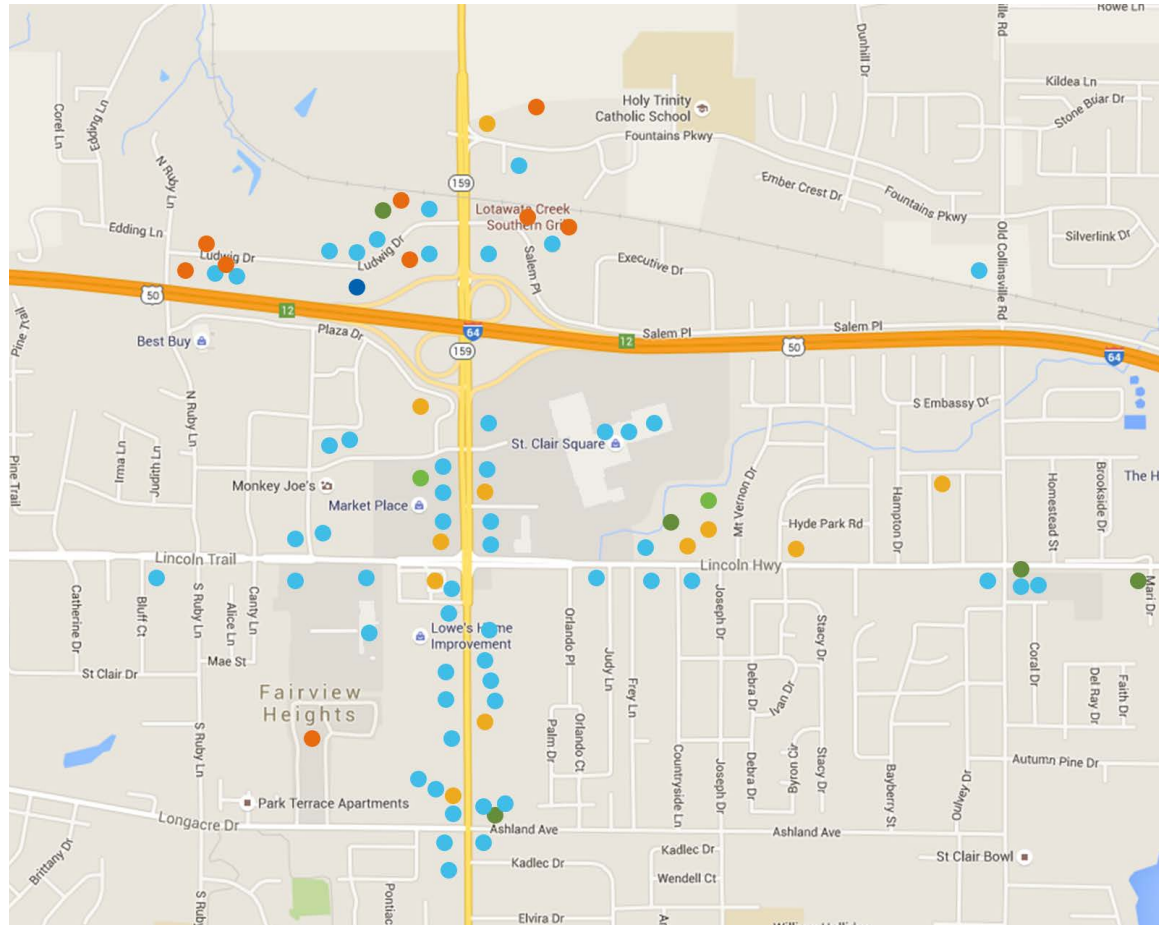 Rowe Ln
lle Rd
Dunhill Dr
Kildea Ln
Stone Briar Dr
Corel Ln
Edding Ln
Holy Trinity
Catholic School
Fountains Pkwy
N Ruby Ln
159
Ember Crest Dr
Fountains Pkwy
Lotawata Creek
Southern Gri
Edding Ln
Ludwig Dr
Ludwig Dr
Old Collinsville Rd
Silverlink Dr
Salem Pl
Executive Dr
50
12
Plaza Dr
64
Salem Pl
Salem Pl
12
50
64
Best Buy
159
Pine Trail
N Ruby Ln
S Embassy Dr
Irma Ln
Judith Ln
St. Clair Square
Pine Trail
Monkey Joe's
Market Place
Mt Vernon Dr
Hyde Park Rd
Hampton Dr
Homestead St
Brookside Dr
The H
Lincoln Trail
Lincoln Hwy
Catherine Dr
Bluff Ct
S Ruby Ln
Alice Ln
Canty Ln
Mae St
St Clair Dr
Lowe's Home
Improvement
Orlando Pl
Judy Ln
Frey Ln
Joseph Dr
Stacy Dr
Debra Dr
Ivan Dr
Coral Dr
Del Ray Dr
Faith Dr
Mari Dr
Fairview
Heights
S Ruby Ln
Palm Dr
Orlando Ct
Countryside Ln
Joseph Dr
Debra Dr
Byron Cr
Stacy Dr
Bayberry St
Oulvey Dr
Autumn Pine Dr
Park Terrace Apartments
Longacre Dr
Ashland Ave
Ashland Ave
Brittany Dr
Kadlec Dr
Kadlec Dr
Wendell Ct
St Clair Bowl
S Ruby
Pontiac
Elvira Dr